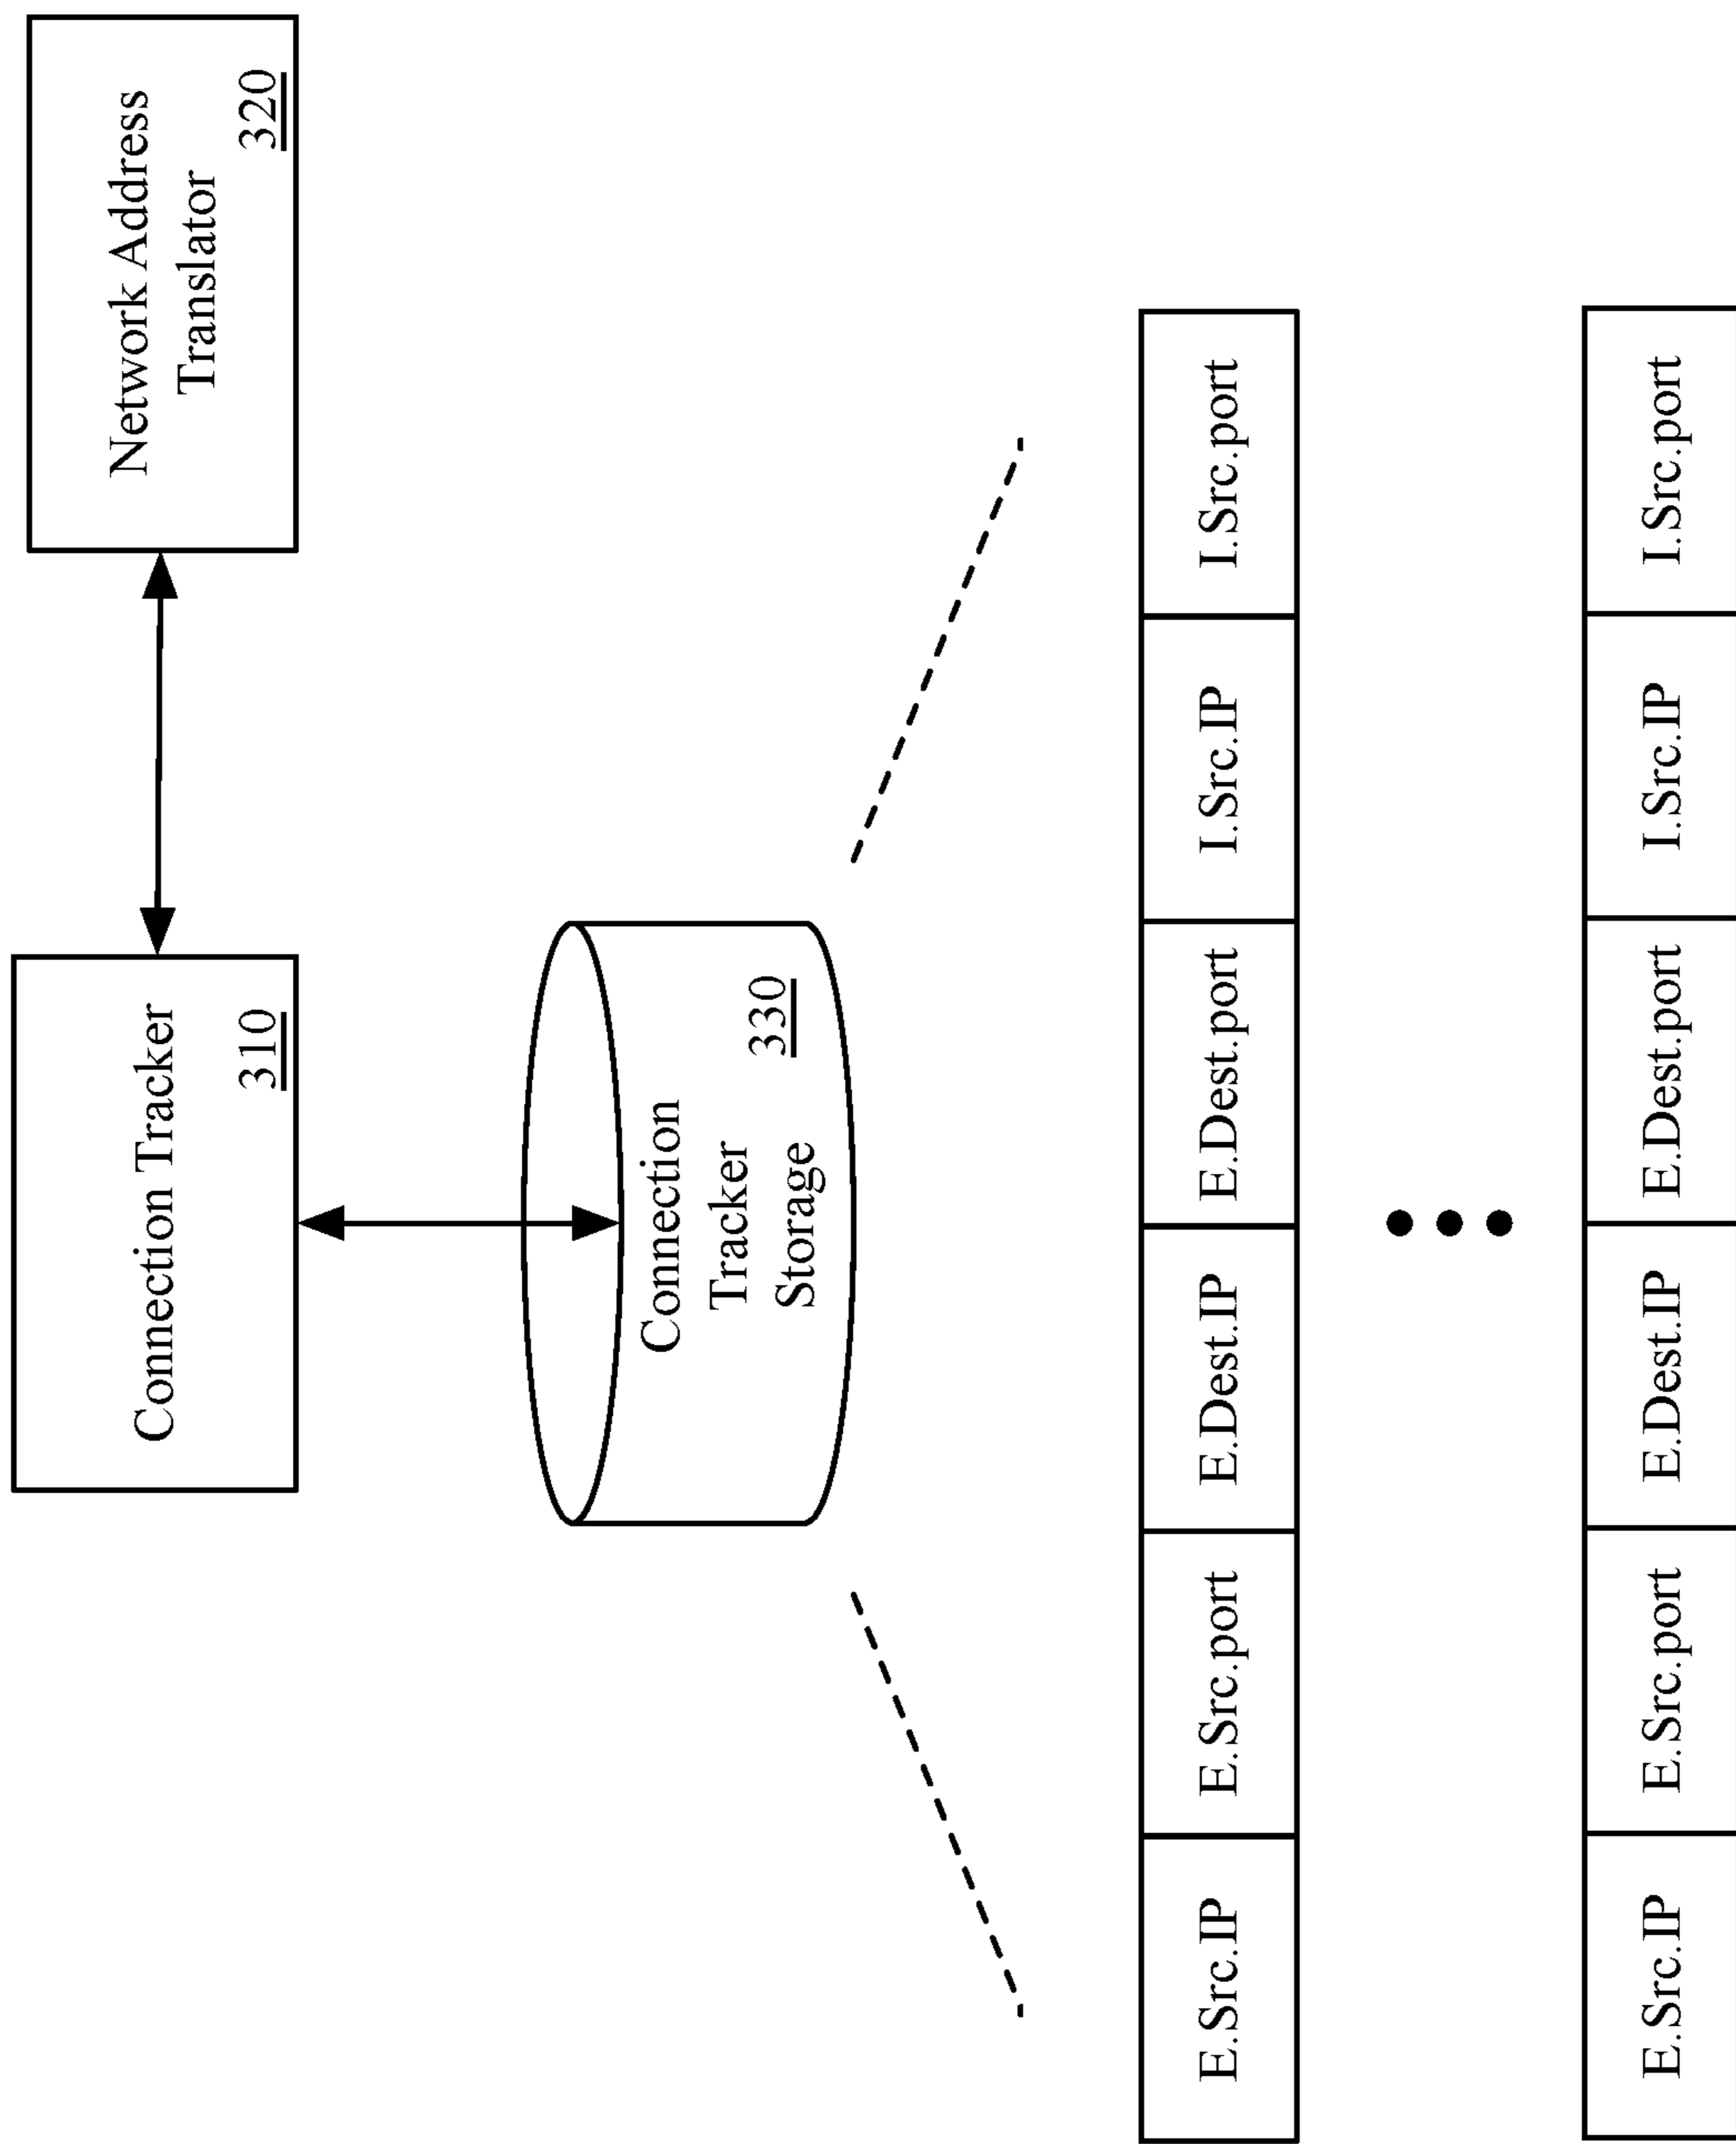 Connection Tracker
310
Network Address
Translator
320
Connection
Tracker
Storage
330
E.Src.IP E.Src.port E.Dest.IP E.Dest.port I.Src.IP I.Src.port
E.Src.IP E.Src.port E.Dest.IP E.Dest.port I.Src.IP I.Src.port